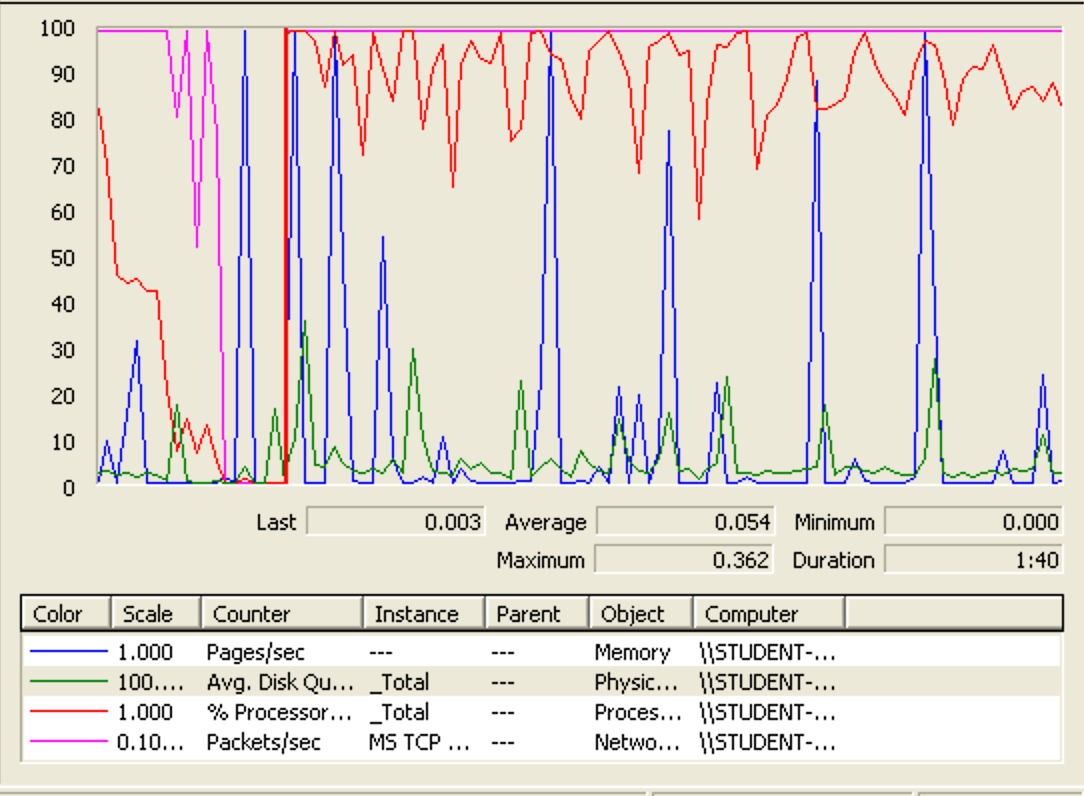 100
90
80
70
60
50
40
30
20
10
0
Last 0.003 Average 0.054 Minimum 0.000
Maximum 0.362 Duration 1:40
Color Scale Counter Instance Parent Object Computer
1.000 Pages/sec --- --- Memory \\STUDENT-...
100.... Avg. Disk Qu... _Total --- Physic... \\STUDENT-...
1.000 % Processor... _Total --- Proces... \\STUDENT-...
0.10... Packets/sec MS TCP ... --- Netwo... \\STUDENT-...